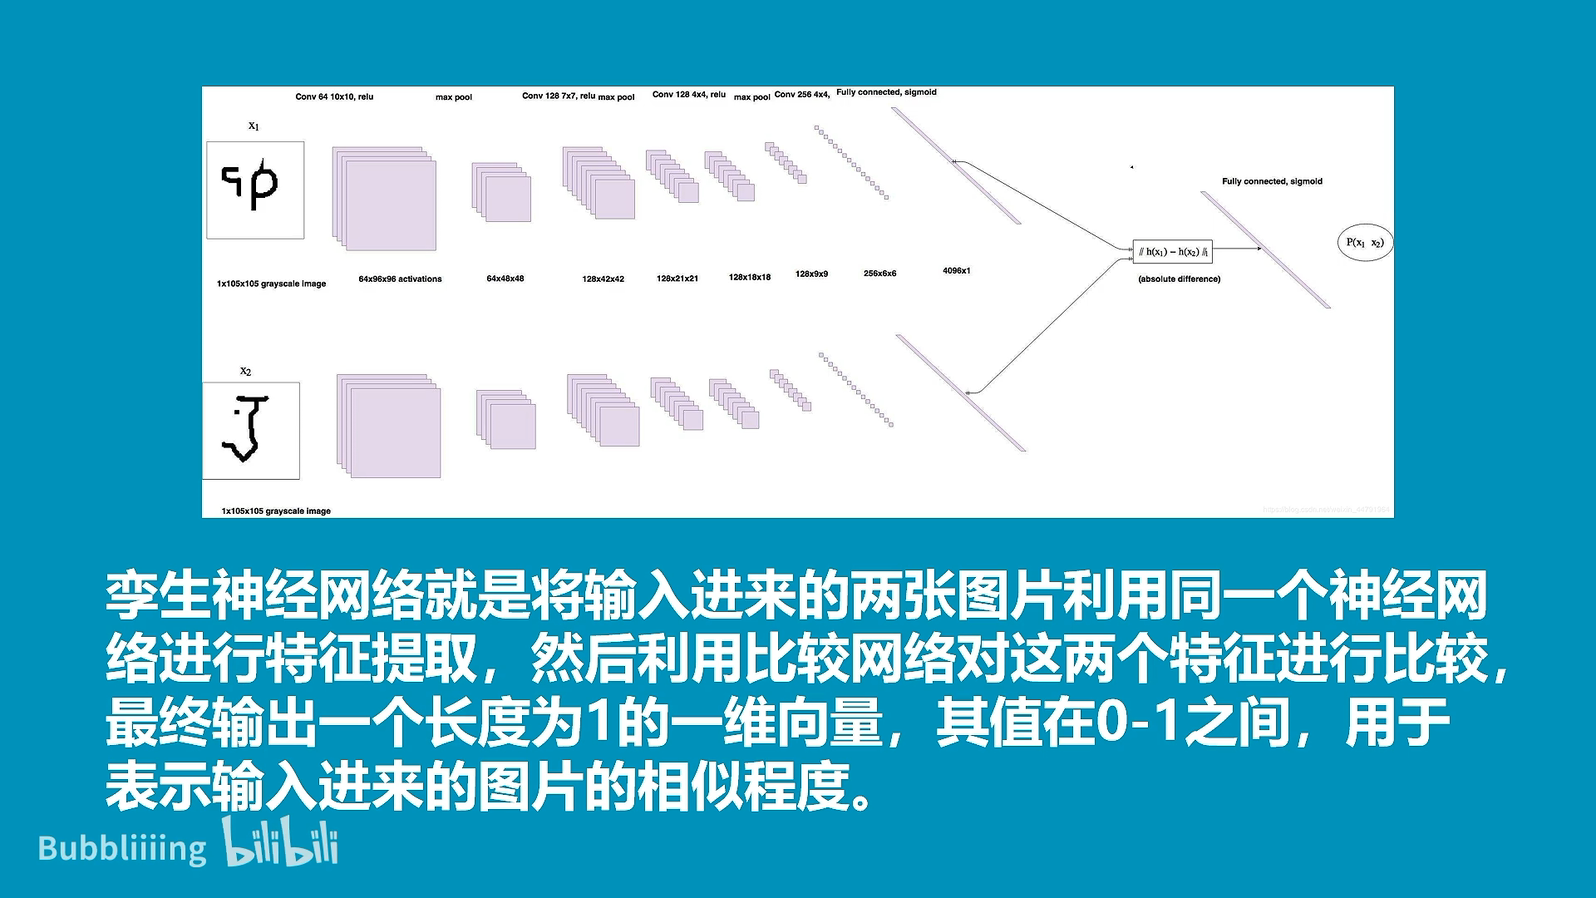 Conv 64 10x10, relu
max pool
Conv 128 7x7, relu
max pool
Conv 128 4x4, relu
max pool
Conv 256 4x4,
Fully connected, sigmoid
x₁
Fully connected, sigmoid
P(x₁ x₂)
// h(x₁) − h(x₂) //₁
(absolute difference)
1x105x105 grayscale image
64x96x96 activations
64x48x48
128x42x42
128x21x21
128x18x18
128x9x9
256x6x6
4096x1
x₂
1x105x105 grayscale image
孪生神经网络就是将输入进来的两张图片利用同一个神经网
络进行特征提取，然后利用比较网络对这两个特征进行比较，
最终输出一个长度为1的一维向量，其值在0-1之间，用于
表示输入进来的图片的相似程度。
Bubbliiiing bilibili